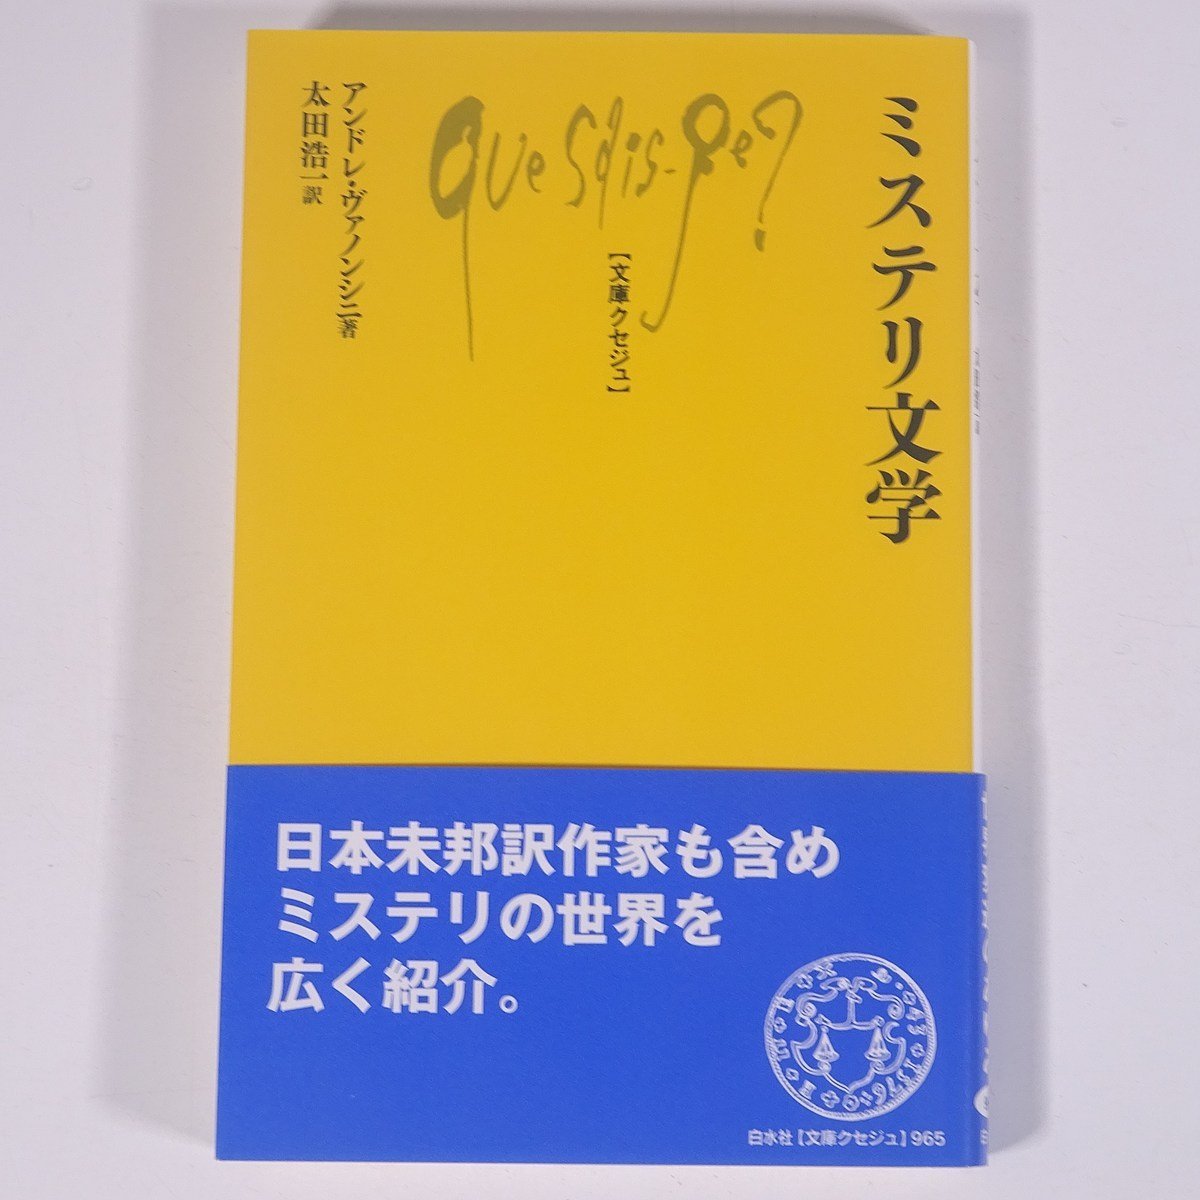 ミステリ文学
Que sais-je?
【文庫クセジュ】
アンドレ・ヴァノンシニ著
太田浩一訳
日本未邦訳作家も含め
ミステリの世界を
広く紹介。
白水社【文庫クセジュ】965